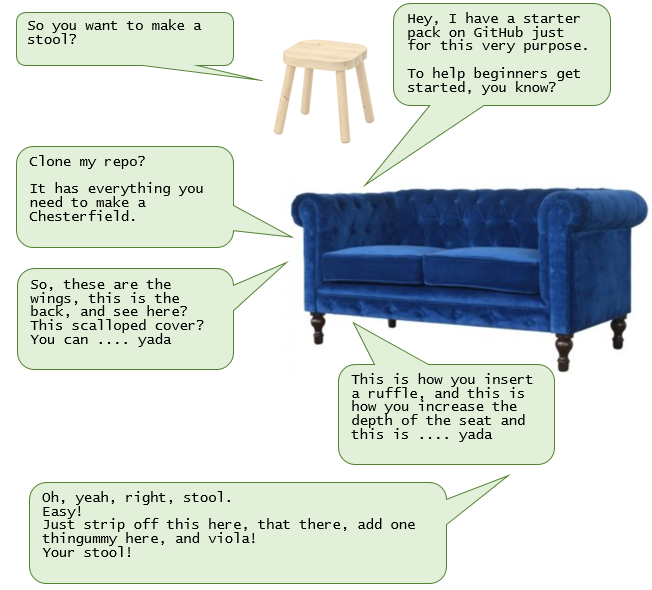 So you want to make a
stool?
Hey, I have a starter
pack on GitHub just
for this very purpose.
To help beginners get
started, you know?
Clone my repo?
It has everything you
need to make a
Chesterfield.
So, these are the
wings, this is the
back, and see here?
This scalloped cover?
You can .... yada
This is how you insert
a ruffle, and this is
how you increase the
depth of the seat and
this is .... yada
Oh, yeah, right, stool.
Easy!
Just strip off this here, that there, add one
thingummy here, and viola!
Your stool!